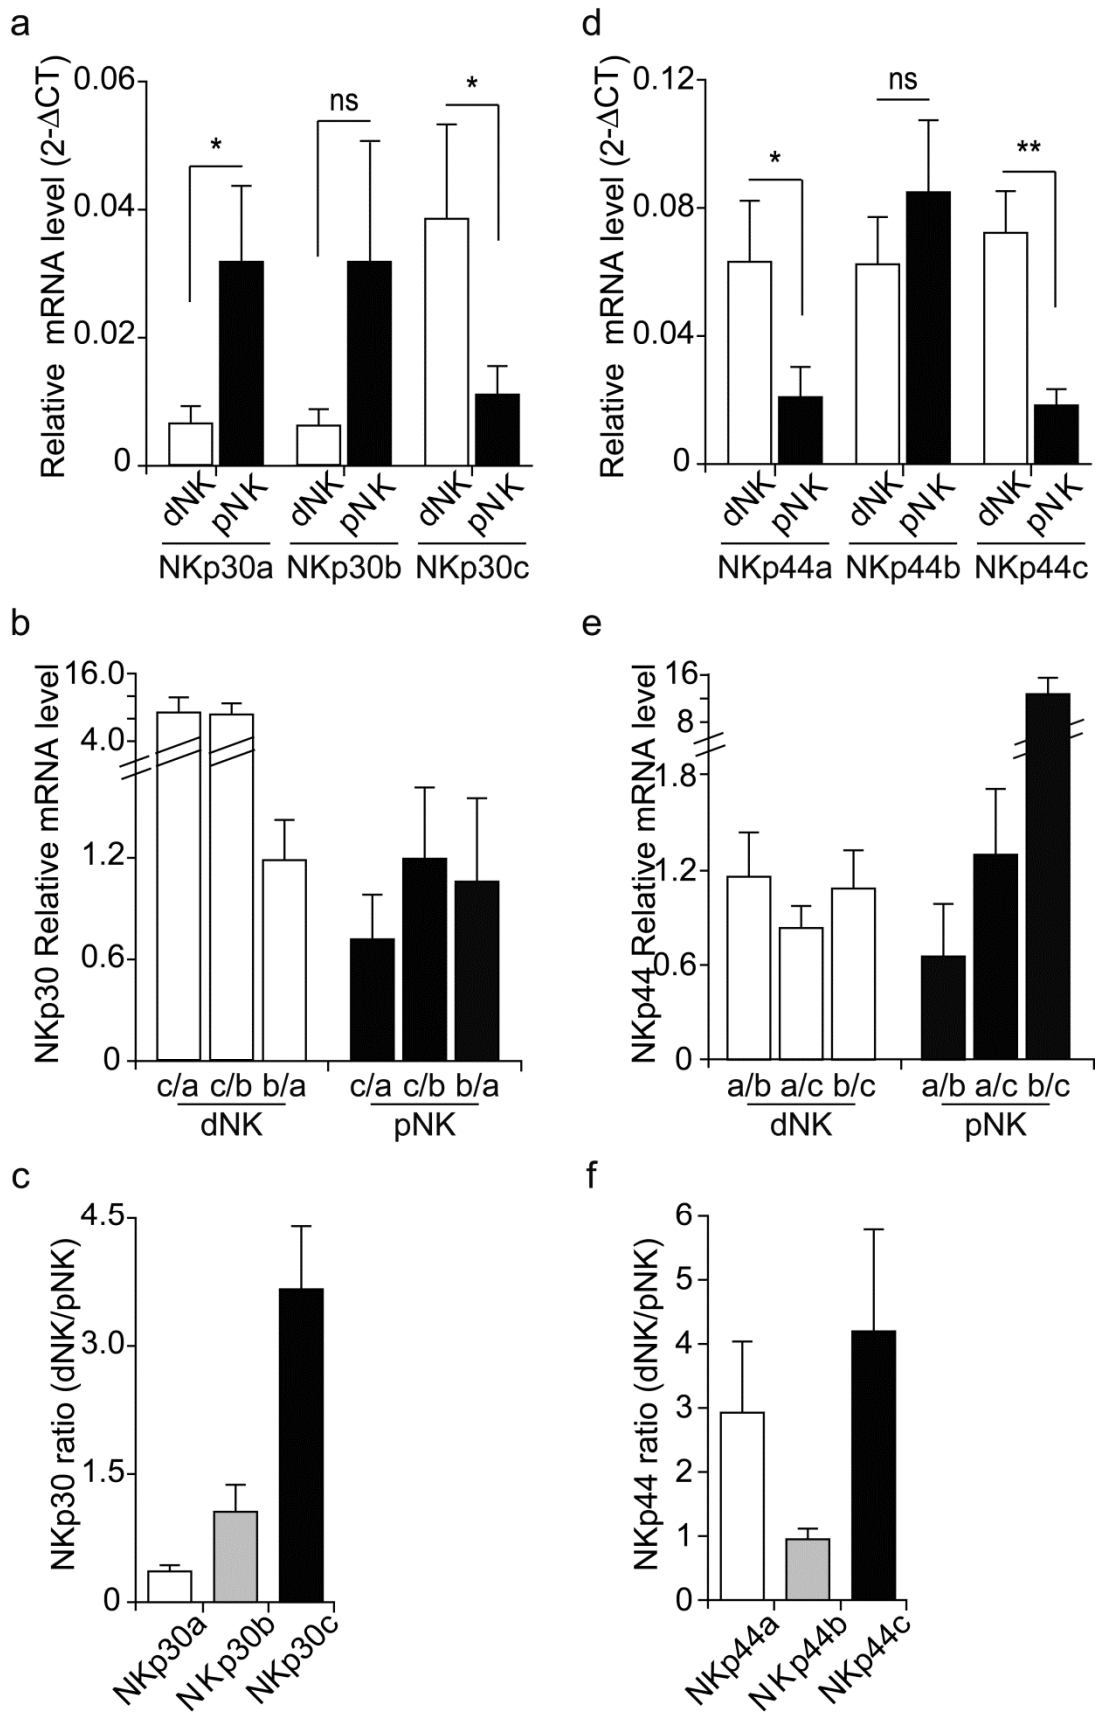 a
Relative mRNA level (2-ΔCT)
0.06
0.04
0.02
0
*
ns
*
dNK pNK dNK pNK dNK pNK
NKp30a NKp30b NKp30c
d
Relative mRNA level (2-ΔCT)
0.12
0.08
0.04
0
*
ns
**
dNK pNK dNK pNK dNK pNK
NKp44a NKp44b NKp44c
b
NKp30 Relative mRNA level
16.0
4.0
1.2
0.6
0
c/a c/b b/a c/a c/b b/a
dNK pNK
e
NKp44 Relative mRNA level
16
8
1.8
1.2
0.6
0
a/b a/c b/c a/b a/c b/c
dNK pNK
c
NKp30 ratio (dNK/pNK)
4.5
3.0
1.5
0
NKp30a NKp30b NKp30c
f
NKp44 ratio (dNK/pNK)
6
5
4
3
2
1
0
NKp44a NKp44b NKp44c